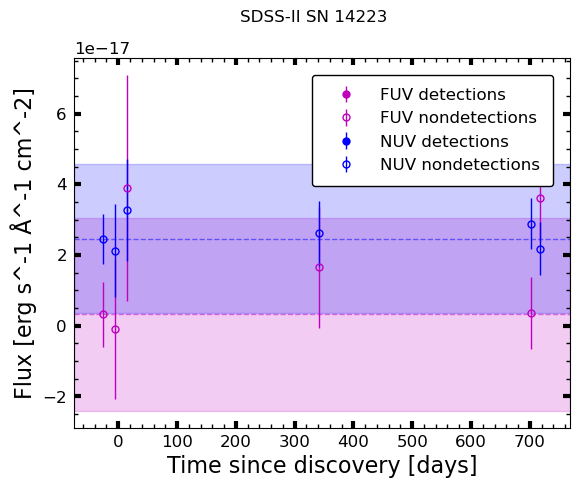 SDSS-II SN 14223
1e−17
FUV detections
FUV nondetections
NUV detections
NUV nondetections
6
4
2
0
−2
Flux [erg s^-1 Å^-1 cm^-2]
0 100 200 300 400 500 600 700
Time since discovery [days]